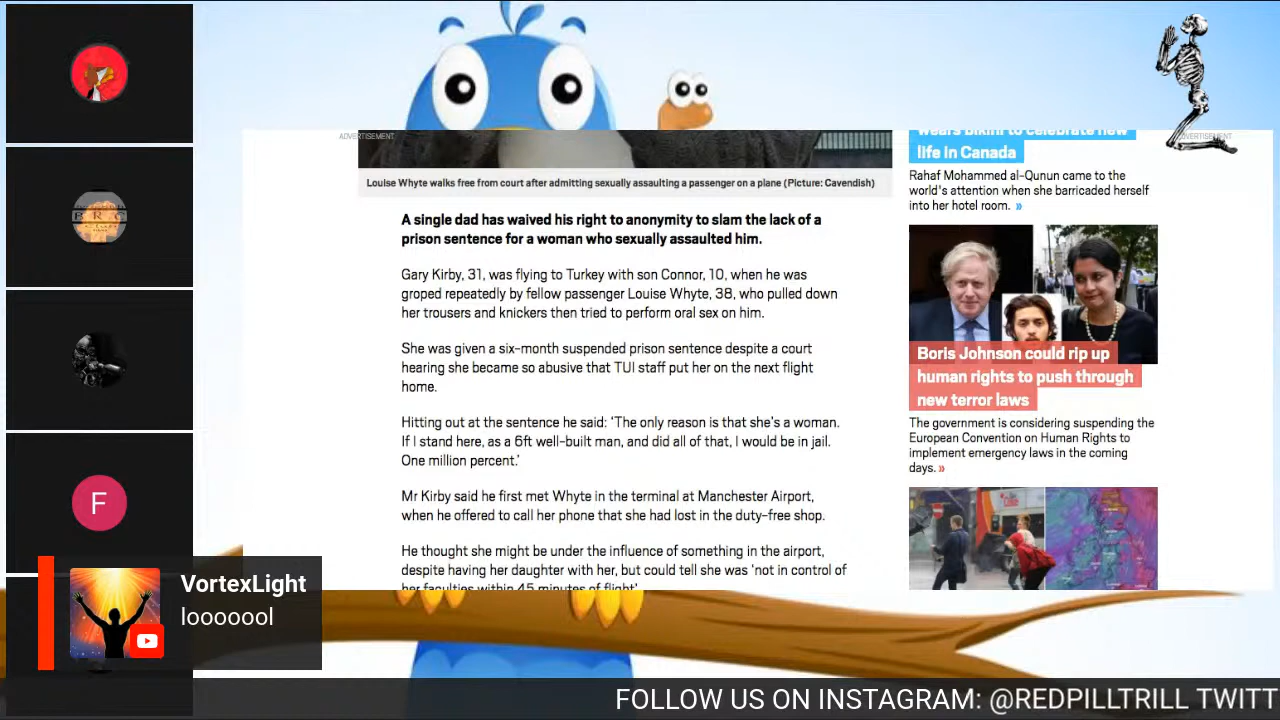 ADVERTISEMENT
Louise Whyte walks free from court after admitting sexually assaulting a passenger on a plane (Picture: Cavendish)
A single dad has waived his right to anonymity to slam the lack of a
prison sentence for a woman who sexually assaulted him.
Gary Kirby, 31, was flying to Turkey with son Connor, 10, when he was
groped repeatedly by fellow passenger Louise Whyte, 38, who pulled down
her trousers and knickers then tried to perform oral sex on him.
She was given a six-month suspended prison sentence despite a court
hearing she became so abusive that TUI staff put her on the next flight
home.
Hitting out at the sentence he said: ‘The only reason is that she’s a woman.
If I stand here, as a 6ft well-built man, and did all of that, I would be in jail.
One million percent.’
Mr Kirby said he first met Whyte in the terminal at Manchester Airport,
when he offered to call her phone that she had lost in the duty-free shop.
He thought she might be under the influence of something in the airport,
despite having her daughter with her, but could tell she was ‘not in control of
her faculties within 45 minutes of flight’
wears bikini to celebrate new
life in Canada
ADVERTISEMENT
Rahaf Mohammed al-Qunun came to the
world's attention when she barricaded herself
into her hotel room. »
Boris Johnson could rip up
human rights to push through
new terror laws
The government is considering suspending the
European Convention on Human Rights to
implement emergency laws in the coming
days. »
F
VortexLight
looooool
FOLLOW US ON INSTAGRAM: @REDPILLTRILL TWITT